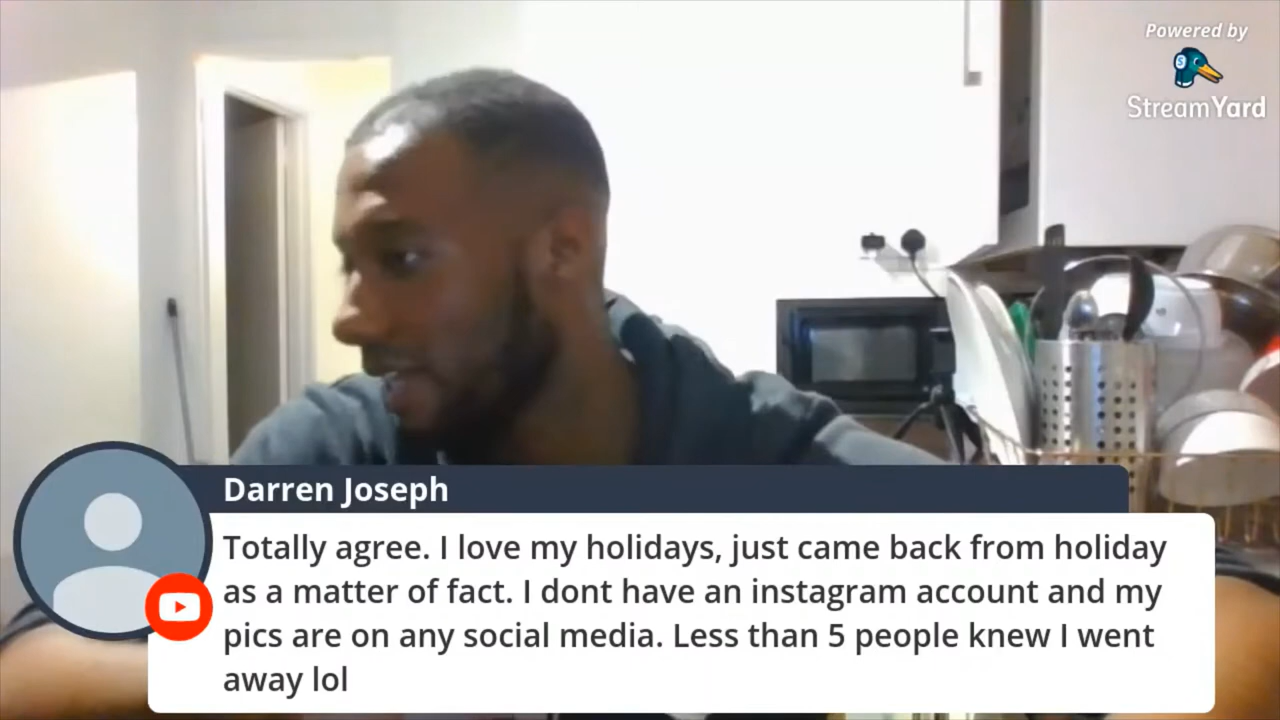 Powered by
StreamYard
Darren Joseph
Totally agree. I love my holidays, just came back from holiday
as a matter of fact. I dont have an instagram account and my
pics are on any social media. Less than 5 people knew I went
away lol